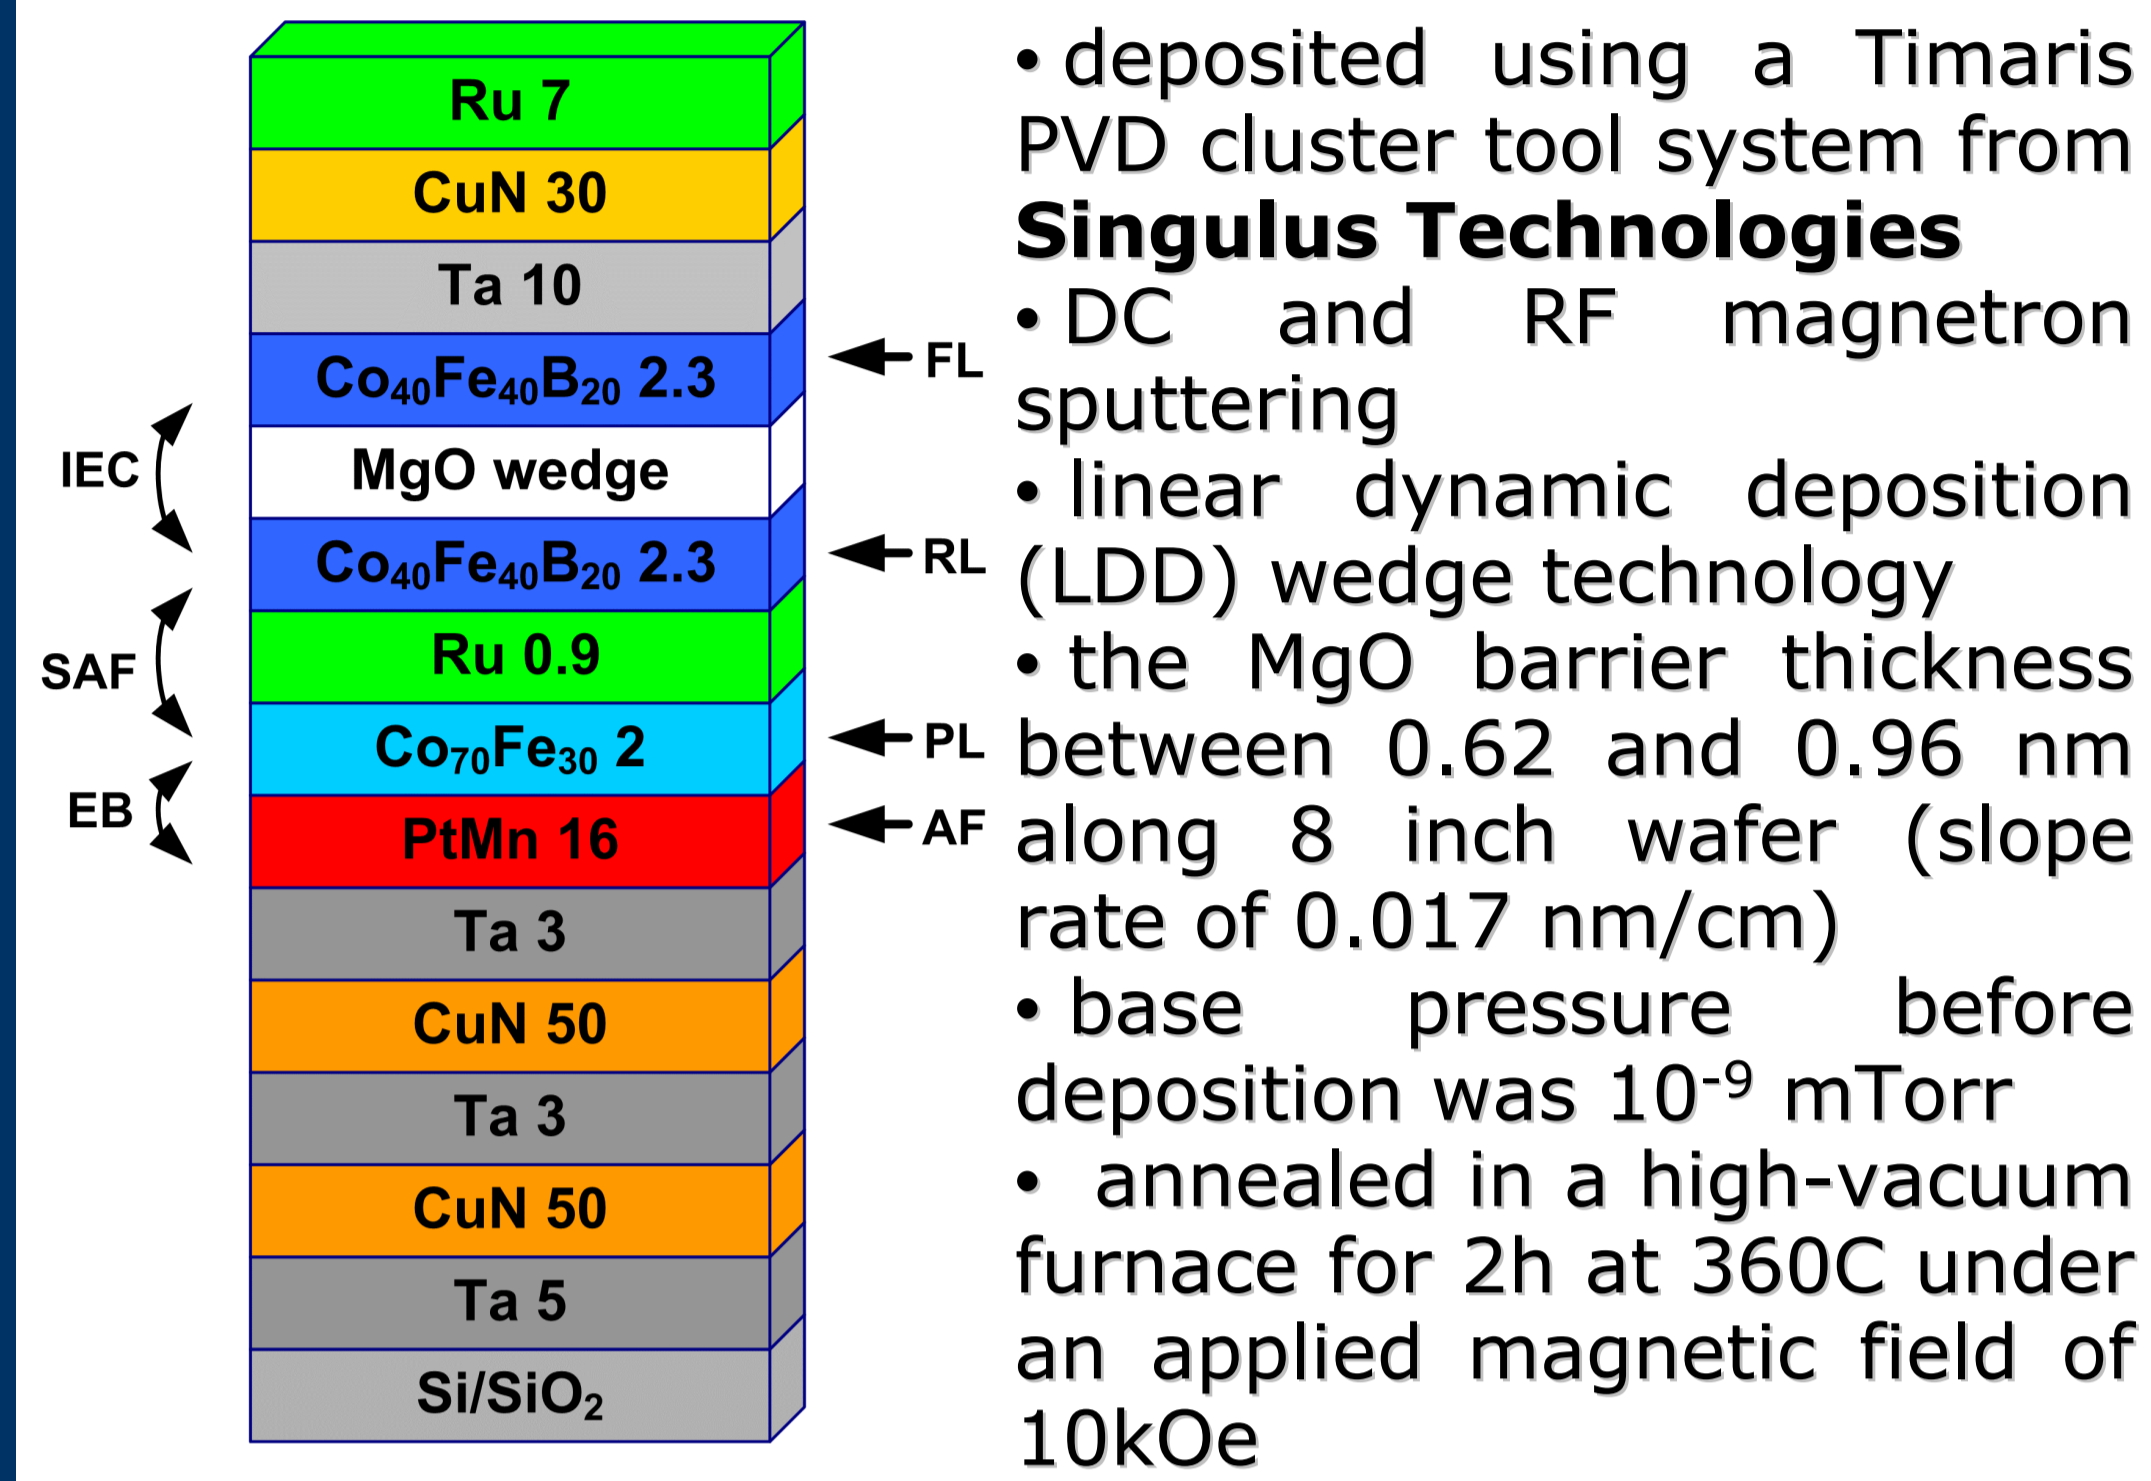 Ru 7
CuN 30
Ta 10
Co₄₀Fe₄₀B₂₀ 2.3
MgO wedge
Co₄₀Fe₄₀B₂₀ 2.3
Ru 0.9
Co₇₀Fe₃₀ 2
PtMn 16
Ta 3
CuN 50
Ta 3
CuN 50
Ta 5
Si/SiO₂
IEC
SAF
EB
FL
RL
PL
AF
• deposited using a Timaris
PVD cluster tool system from
Singulus Technologies
• DC and RF magnetron
sputtering
• linear dynamic deposition
(LDD) wedge technology
• the MgO barrier thickness
between 0.62 and 0.96 nm
along 8 inch wafer (slope
rate of 0.017 nm/cm)
• base pressure before
deposition was 10⁻⁹ mTorr
• annealed in a high-vacuum
furnace for 2h at 360C under
an applied magnetic field of
10kOe